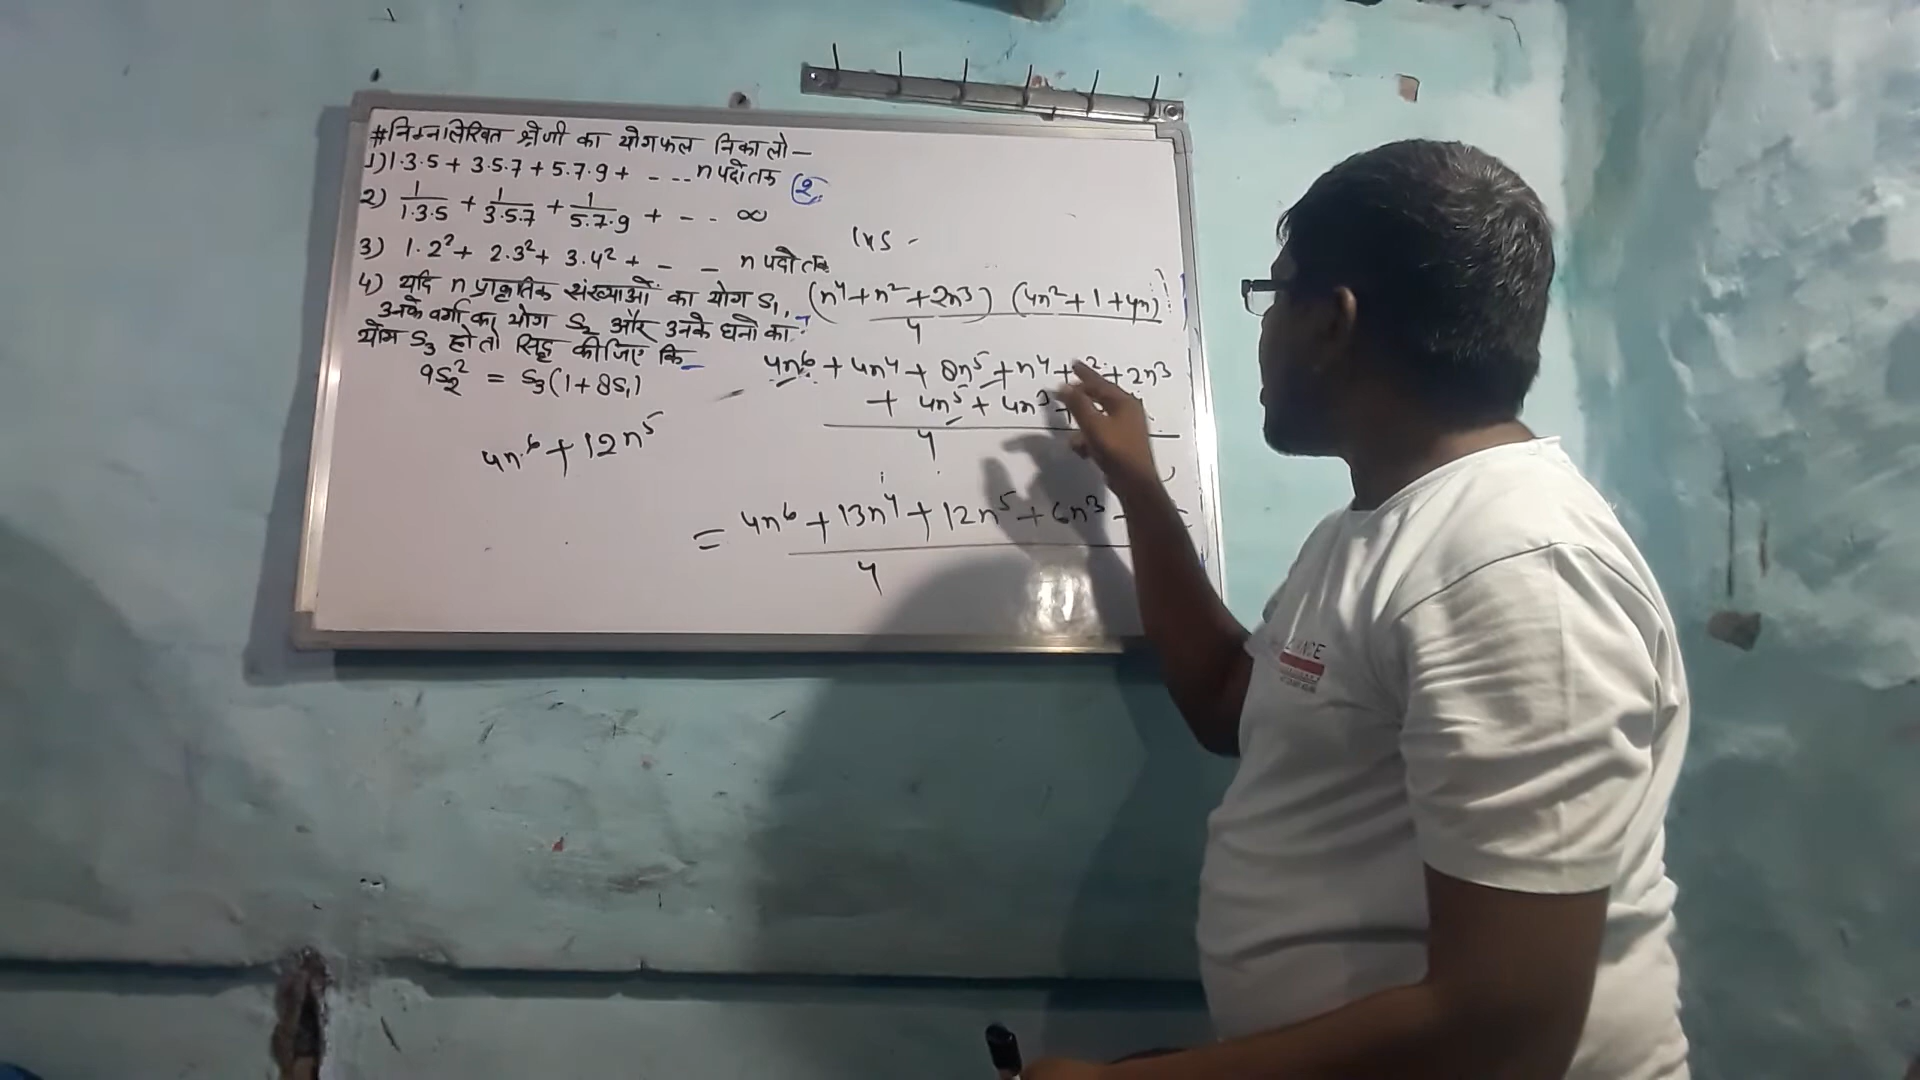 #निम्नलिखित श्रेणी का योगफल निकालो—
1) 1·3·5 + 3·5·7 + 5·7·9 + - -- n पदो तक (2)
2) 1/1·3·5 + 1/3·5·7 + 1/5·7·9 + - - ∞
3) 1·2² + 2·3² + 3·4² + - - n पदो तक
4) यदि n प्राकृतिक संख्याओं का योग S₁,
उनके वर्गो का योग S₂ और उनके घनो का
योग S₃ हो तो सिद्ध कीजिए कि—
9S₂² = S₃(1+8S₁)
4n⁶ + 12n⁵
(n⁴+n²+2n³) (4n²+1+4n)
4
4n⁶ + 4n⁴ + 8n⁵ + n⁴ + n² + 2n³
+ 4n⁵ + 4n³ +
4
= 4n⁶ + 13n⁴ + 12n⁵ + 6n³ +
4